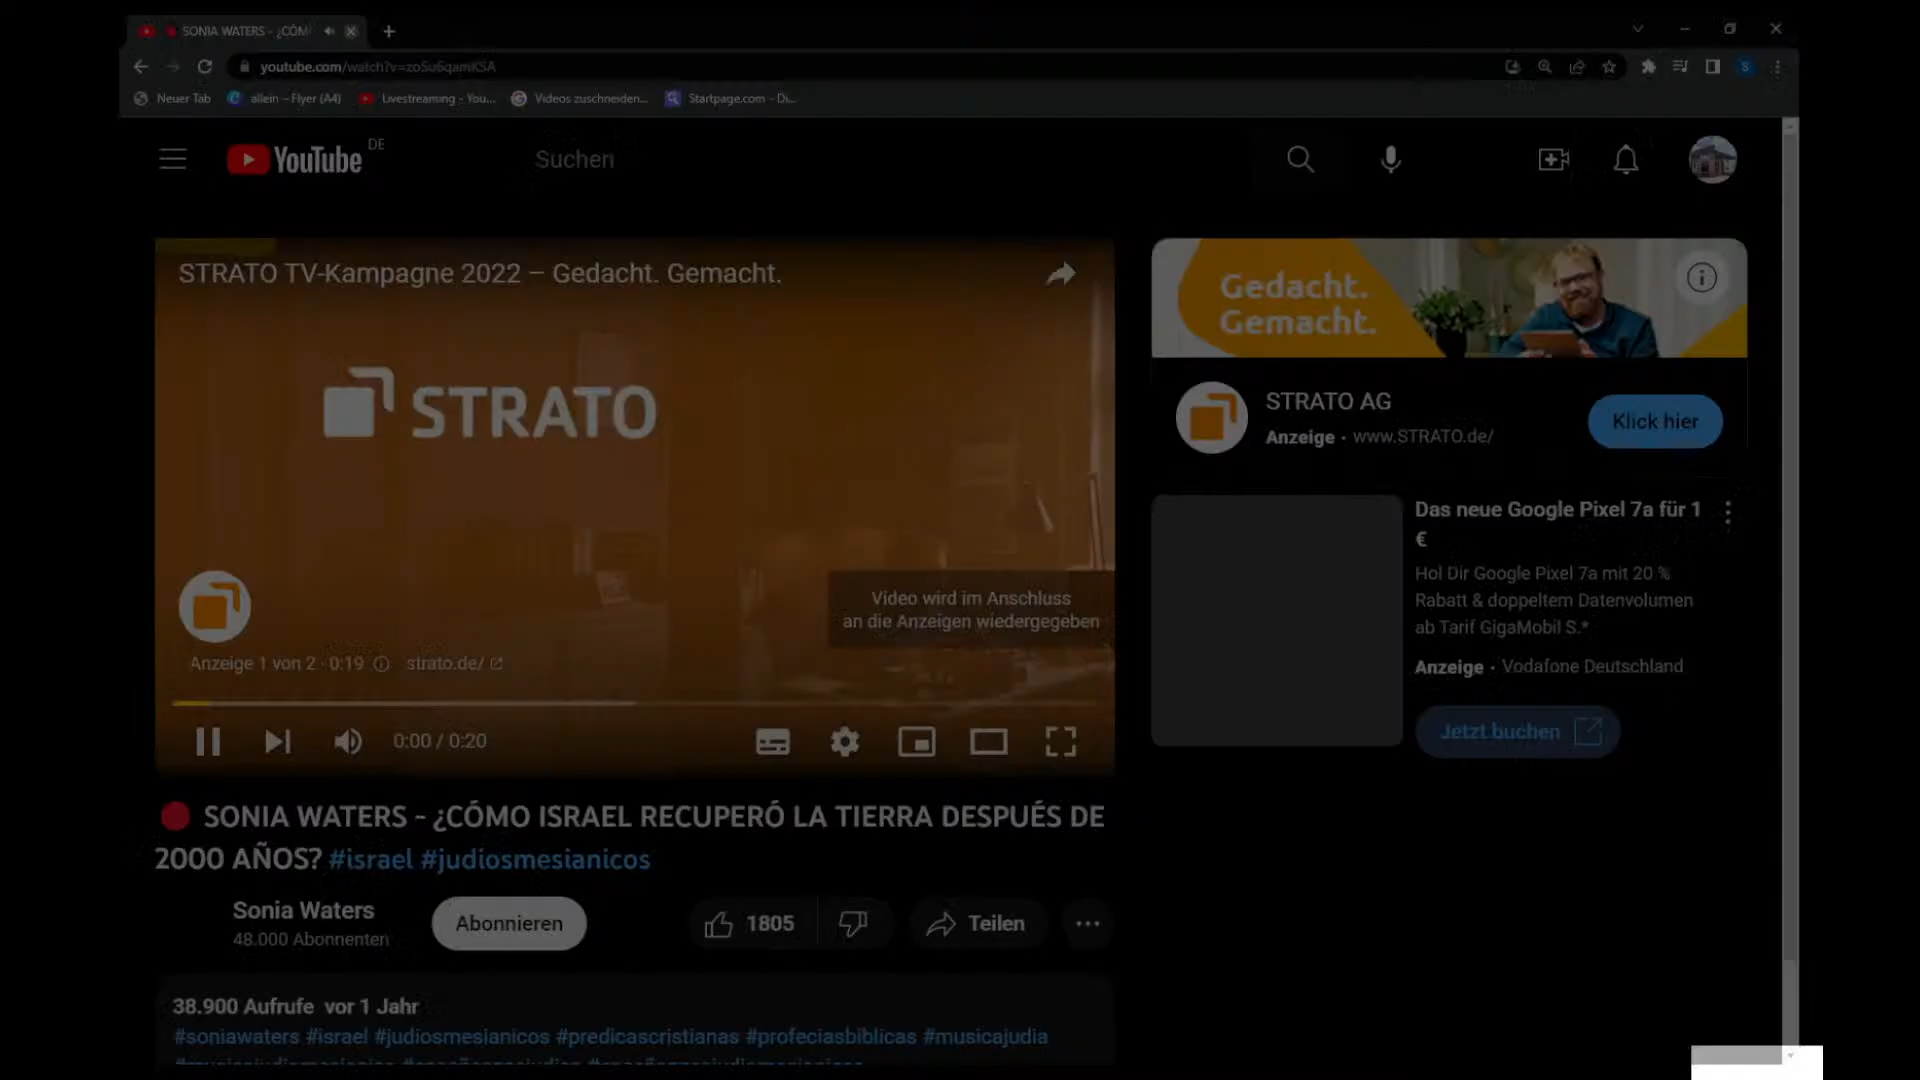 SONIA WATERS - ¿CÓM
youtube.com/watch?v=zoSu6qxmKSA
Neuer Tab
allein – Flyer (A4)
Livestreaming - You...
Videos zuschneiden...
Startpage.com - Di...
YouTube DE
Suchen
STRATO TV-Kampagne 2022 – Gedacht. Gemacht.
STRATO
Video wird im Anschluss
an die Anzeigen wiedergegeben
Anzeige 1 von 2 · 0:19 strato.de/
0:00 / 0:20
Gedacht.
Gemacht.
STRATO AG
Anzeige · www.STRATO.de/
Klick hier
Das neue Google Pixel 7a für 1
€
Hol Dir Google Pixel 7a mit 20 %
Rabatt & doppeltem Datenvolumen
ab Tarif GigaMobil S.*
Anzeige · Vodafone Deutschland
Jetzt buchen
SONIA WATERS - ¿CÓMO ISRAEL RECUPERÓ LA TIERRA DESPUÉS DE
2000 AÑOS? #israel #judiosmesianicos
Sonia Waters
48.000 Abonnenten
Abonnieren
1805
Teilen
38.900 Aufrufe vor 1 Jahr
#soniawaters #israel #judiosmesianicos #predicascristianas #profeciasbiblicas #musicajudia